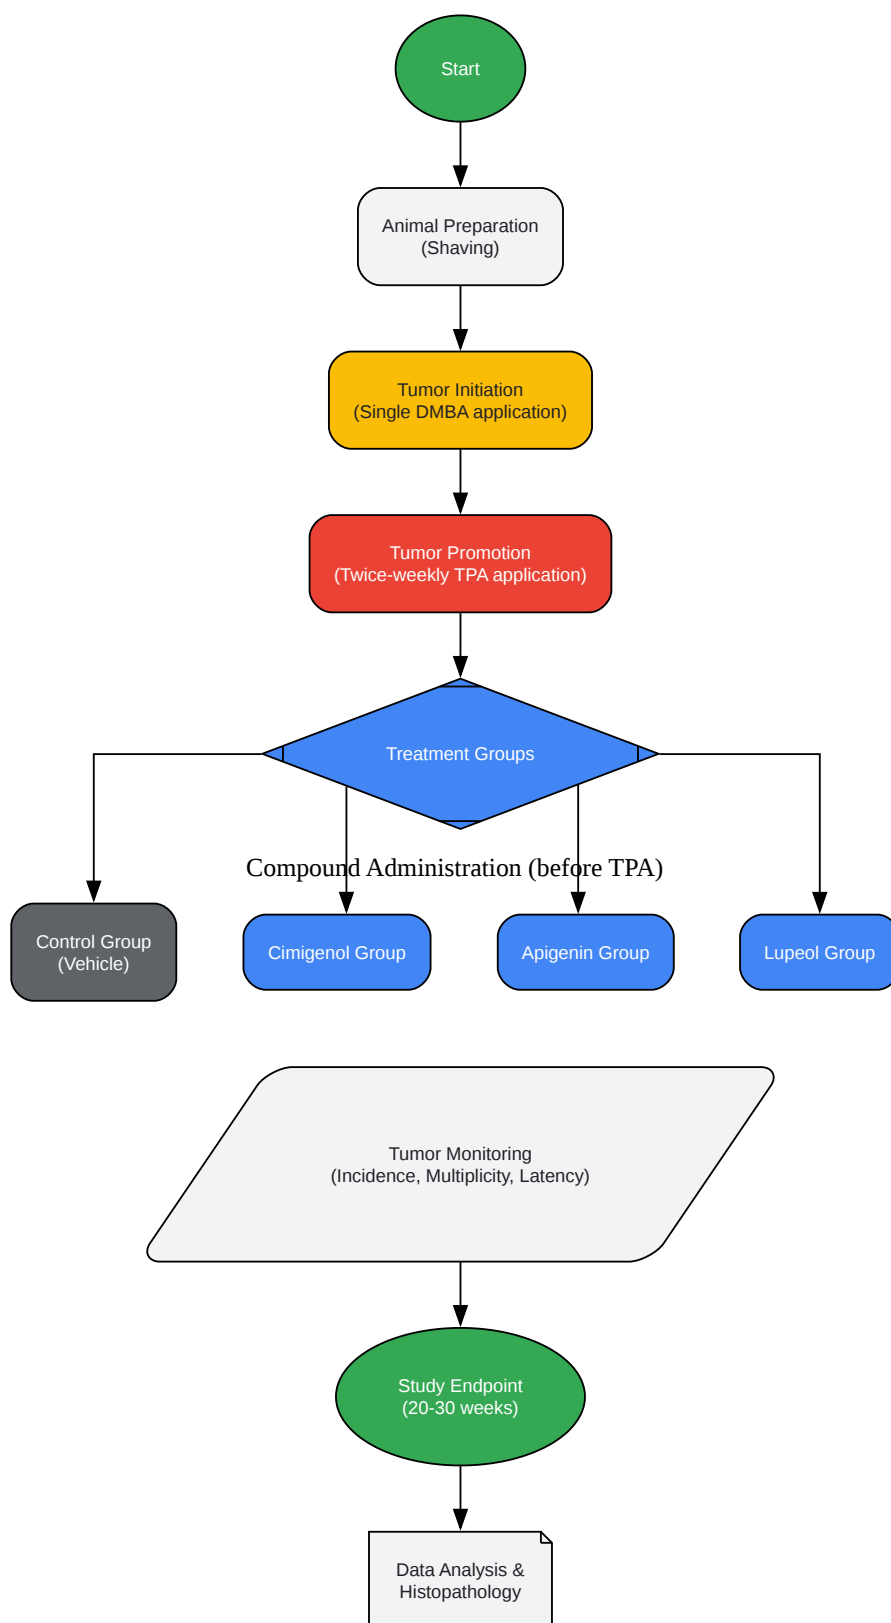 Start
Animal Preparation
(Shaving)
Tumor Initiation
(Single DMBA application)
Tumor Promotion
(Twice-weekly TPA application)
Treatment Groups
Compound Administration (before TPA)
Control Group
(Vehicle)
Cimigenol Group
Apigenin Group
Lupeol Group
Tumor Monitoring
(Incidence, Multiplicity, Latency)
Study Endpoint
(20-30 weeks)
Data Analysis &
Histopathology